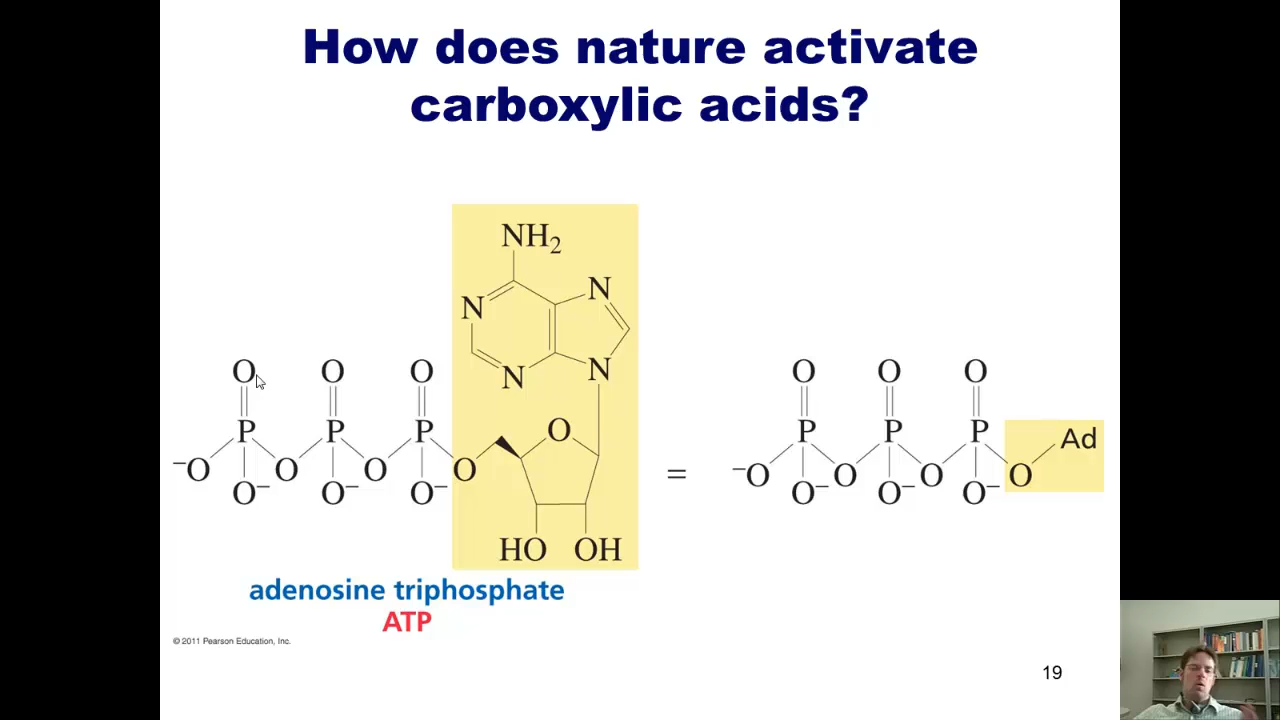 How does nature activate
carboxylic acids?
NH₂
N N
N N
O O O O O O
P P P O P P P Ad
⁻O O O O = ⁻O O O O
O⁻ O⁻ O⁻ O⁻ O⁻ O⁻
HO OH
adenosine triphosphate
ATP
© 2011 Pearson Education, Inc.
19